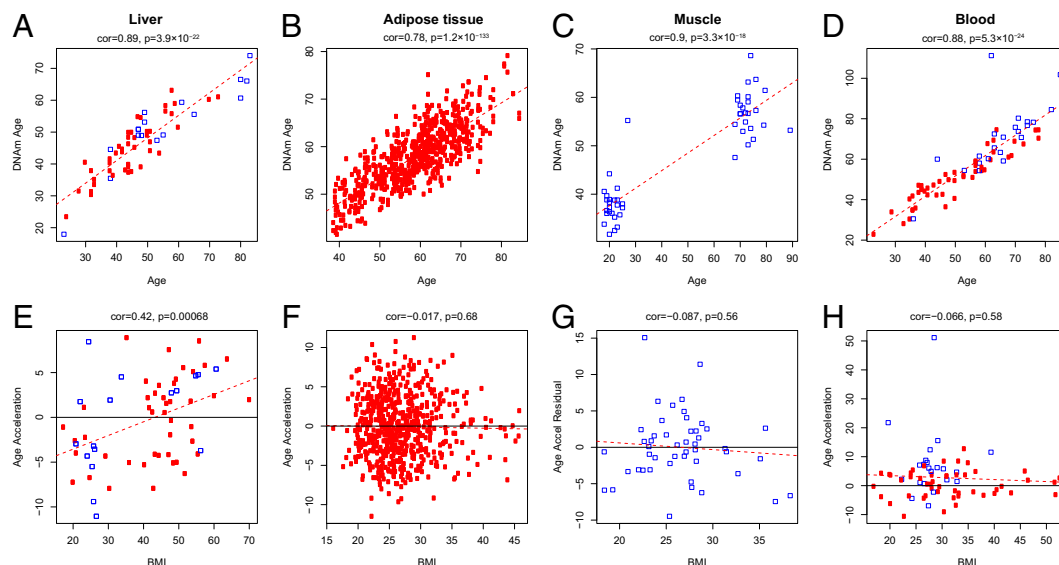 A Liver
cor=0.89, p=3.9×10⁻²²
DNAm Age
20 30 40 50 60 70
30 40 50 60 70 80
Age
B Adipose tissue
cor=0.78, p=1.2×10⁻¹³³
DNAm Age
50 60 70 80
40 50 60 70 80
Age
C Muscle
cor=0.9, p=3.3×10⁻¹⁸
DNAm Age
40 50 60 70
20 30 40 50 60 70 80 90
Age
D Blood
cor=0.88, p=5.3×10⁻²⁴
DNAm Age
20 40 60 80 100
20 30 40 50 60 70 80
Age
E
cor=0.42, p=0.00068
Age Acceleration
−10 −5 0 5
20 30 40 50 60 70
BMI
F
cor=−0.017, p=0.68
Age Acceleration
−10 −5 0 5 10
15 20 25 30 35 40 45
BMI
G
cor=−0.087, p=0.56
Age Accel Residual
−10 −5 0 5 10 15
20 25 30 35
BMI
H
cor=−0.066, p=0.58
Age Acceleration
−10 0 10 20 30 40 50
20 30 40 50
BMI